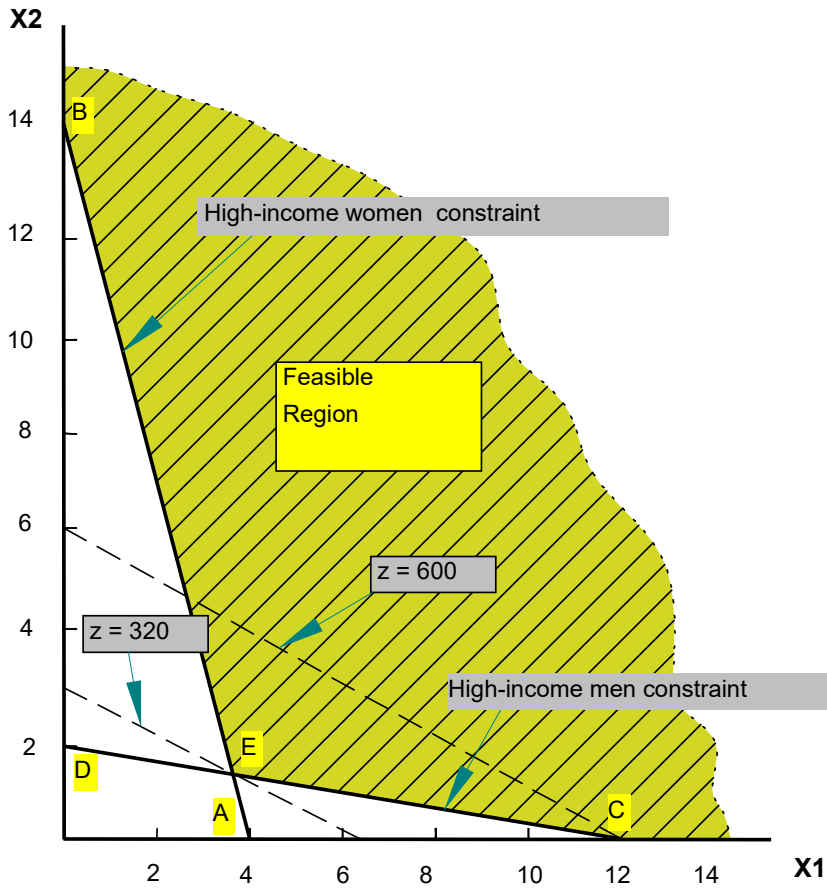 X2
B
14
High-income women constraint
12
10
Feasible
Region
8
6
z = 600
4
z = 320
High-income men constraint
E
2
D
A
C
2
4
6
8
10
12
14
X1